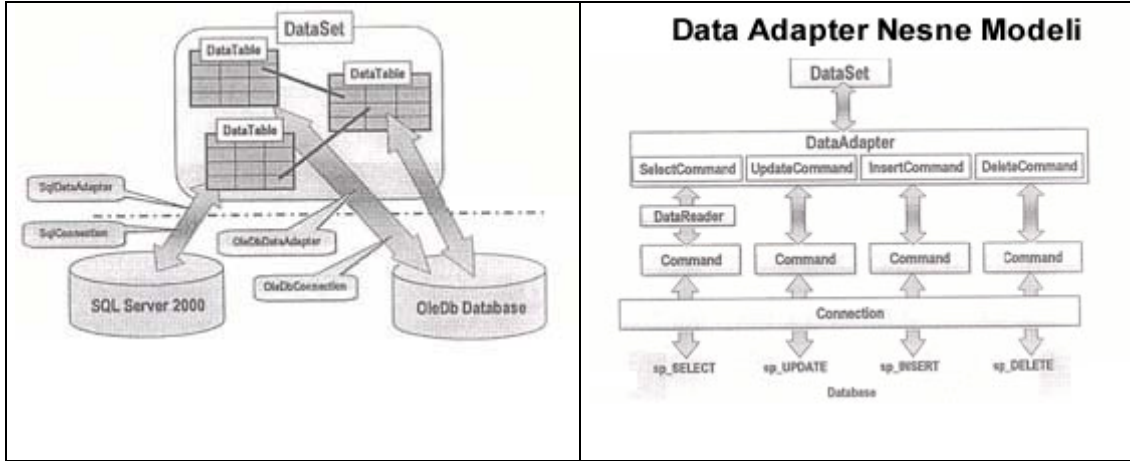 DataSet
DataTable
DataTable
DataTable
SqlDataAdapter
SqlConnection
OleDbDataAdapter
OleDbConnection
SQL Server 2000
OleDb Database
Data Adapter Nesne Modeli
DataSet
DataAdapter
SelectCommand UpdateCommand InsertCommand DeleteCommand
DataReader
Command Command Command Command
Connection
sp_SELECT sp_UPDATE sp_INSERT sp_DELETE
Database